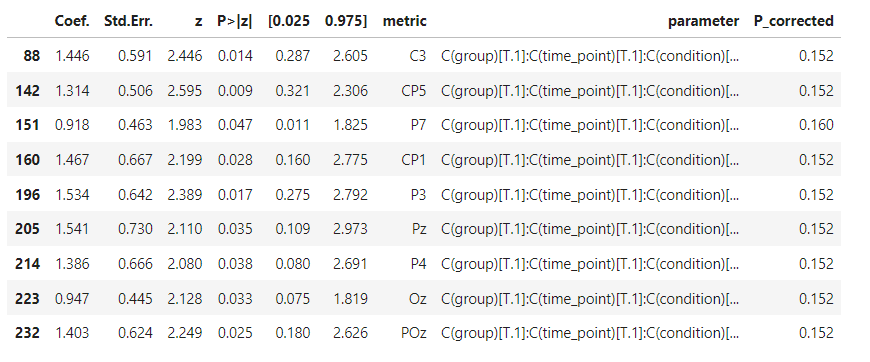 Coef. Std.Err. z P>|z| [0.025 0.975] metric parameter P_corrected
88 1.446 0.591 2.446 0.014 0.287 2.605 C3 C(group)[T.1]:C(time_point)[T.1]:C(condition)[... 0.152
142 1.314 0.506 2.595 0.009 0.321 2.306 CP5 C(group)[T.1]:C(time_point)[T.1]:C(condition)[... 0.152
151 0.918 0.463 1.983 0.047 0.011 1.825 P7 C(group)[T.1]:C(time_point)[T.1]:C(condition)[... 0.160
160 1.467 0.667 2.199 0.028 0.160 2.775 CP1 C(group)[T.1]:C(time_point)[T.1]:C(condition)[... 0.152
196 1.534 0.642 2.389 0.017 0.275 2.792 P3 C(group)[T.1]:C(time_point)[T.1]:C(condition)[... 0.152
205 1.541 0.730 2.110 0.035 0.109 2.973 Pz C(group)[T.1]:C(time_point)[T.1]:C(condition)[... 0.152
214 1.386 0.666 2.080 0.038 0.080 2.691 P4 C(group)[T.1]:C(time_point)[T.1]:C(condition)[... 0.152
223 0.947 0.445 2.128 0.033 0.075 1.819 Oz C(group)[T.1]:C(time_point)[T.1]:C(condition)[... 0.152
232 1.403 0.624 2.249 0.025 0.180 2.626 POz C(group)[T.1]:C(time_point)[T.1]:C(condition)[... 0.152